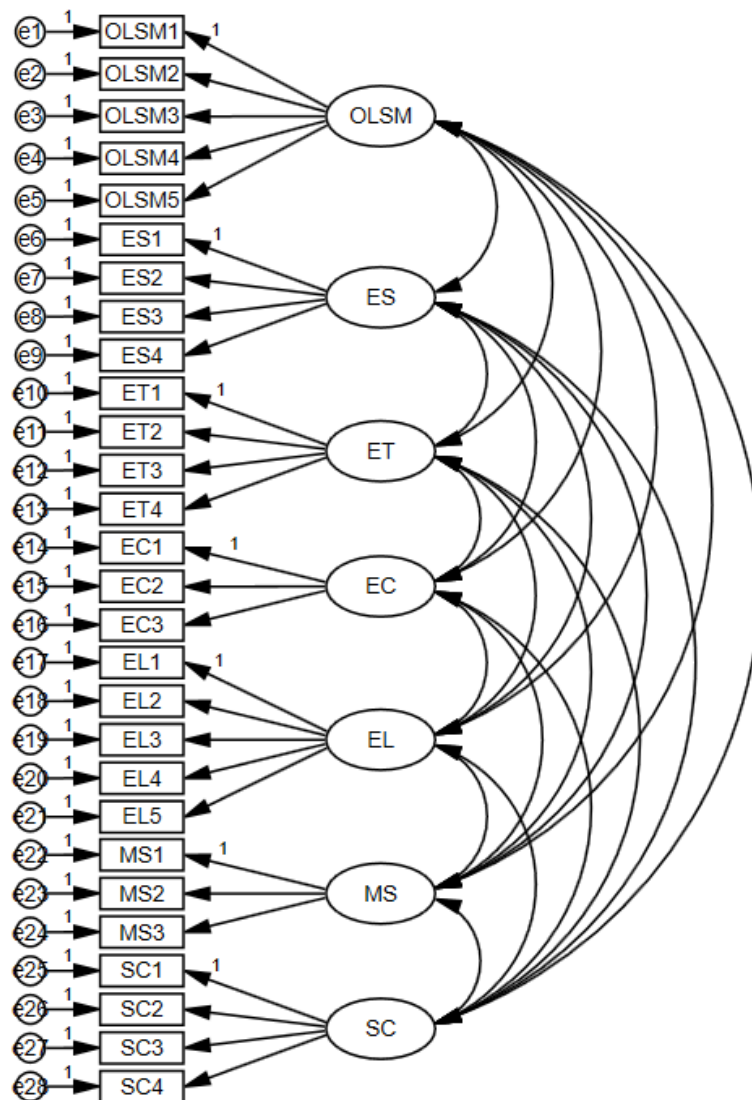 e1 1 OLSM1 1
e2 1 OLSM2
OLSM
e3 1 OLSM3
e4 1 OLSM4
e5 1 OLSM5
e6 1 ES1 1
e7 1 ES2
ES
e8 1 ES3
e9 1 ES4
e10 1 ET1 1
e11 1 ET2
ET
e12 1 ET3
e13 1 ET4
e14 1 EC1 1
e15 1 EC2
EC
e16 1 EC3
e17 1 EL1 1
e18 1 EL2
e19 1 EL3
EL
e20 1 EL4
e21 1 EL5
e22 1 MS1 1
e23 1 MS2
MS
e24 1 MS3
e25 1 SC1 1
e26 1 SC2
SC
e27 1 SC3
e28 1 SC4